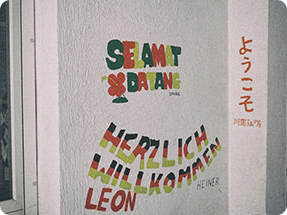 SELAMAT
DATANG
HERZLICH
WILLKOMMEN
HEINER
LEON
ようこそ